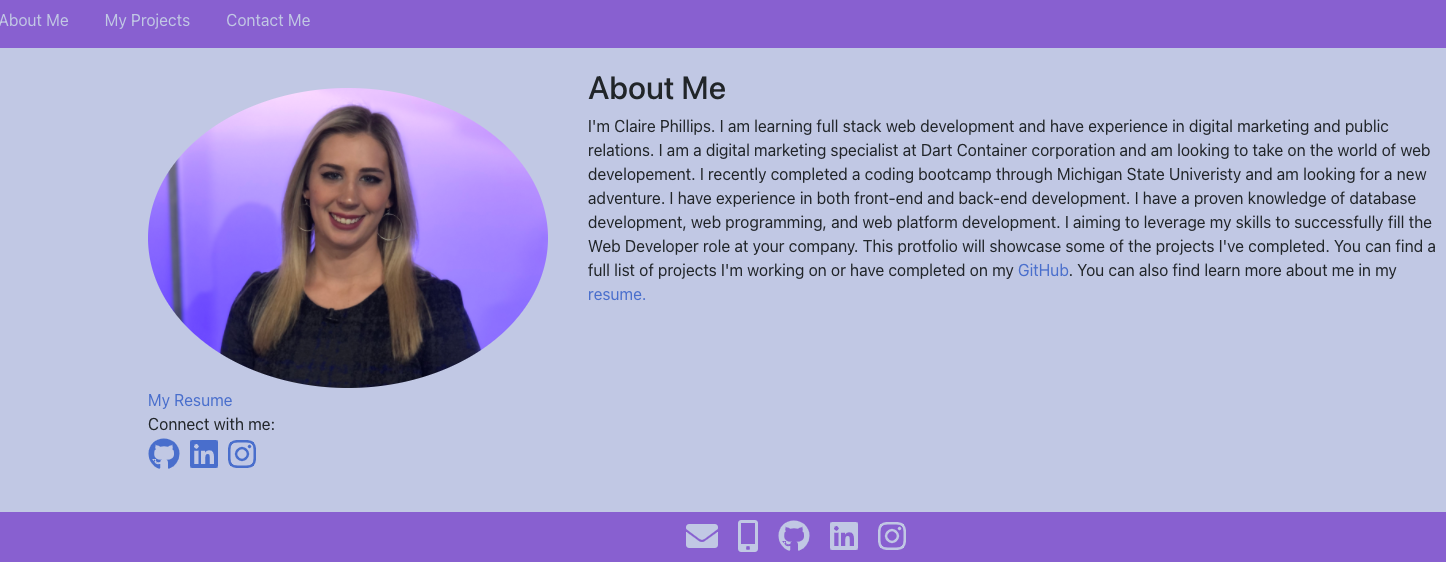 About Me My Projects Contact Me
About Me
I'm Claire Phillips. I am learning full stack web development and have experience in digital marketing and public
relations. I am a digital marketing specialist at Dart Container corporation and am looking to take on the world of web
developement. I recently completed a coding bootcamp through Michigan State Univeristy and am looking for a new
adventure. I have experience in both front-end and back-end development. I have a proven knowledge of database
development, web programming, and web platform development. I aiming to leverage my skills to successfully fill the
Web Developer role at your company. This protfolio will showcase some of the projects I've completed. You can find a
full list of projects I'm working on or have completed on my GitHub. You can also find learn more about me in my
resume.
My Resume
Connect with me:
in
in